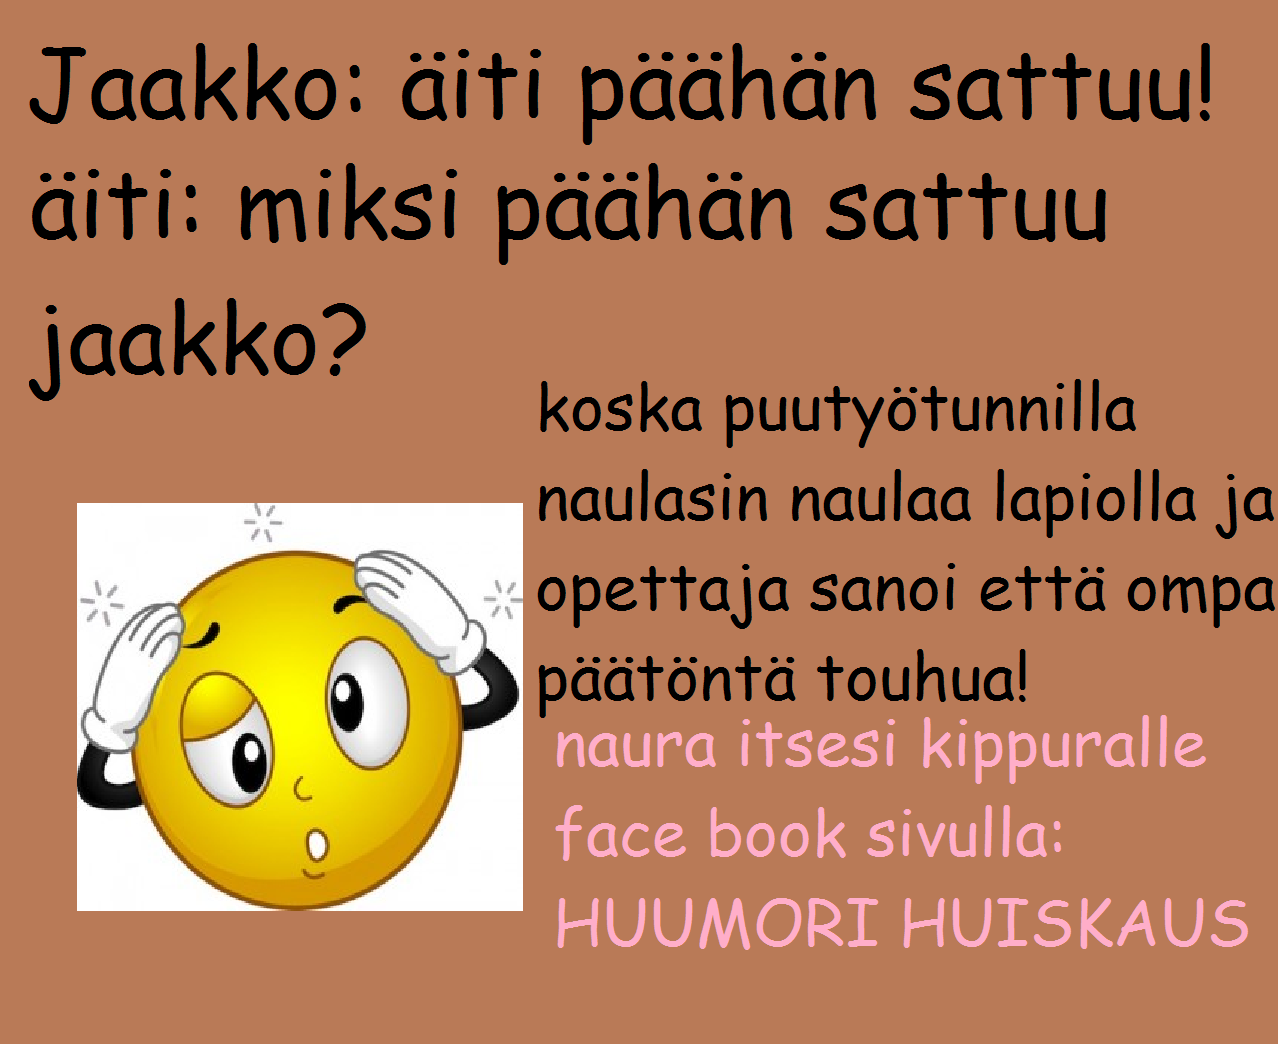 Jaakko: äiti päähän sattuu!
äiti: miksi päähän sattuu
jaakko?
koska puutyötunnilla
naulasin naulaa lapiolla ja
opettaja sanoi että ompa
päätöntä touhua!
naura itsesi kippuralle
face book sivulla:
HUUMORI HUISKAUS